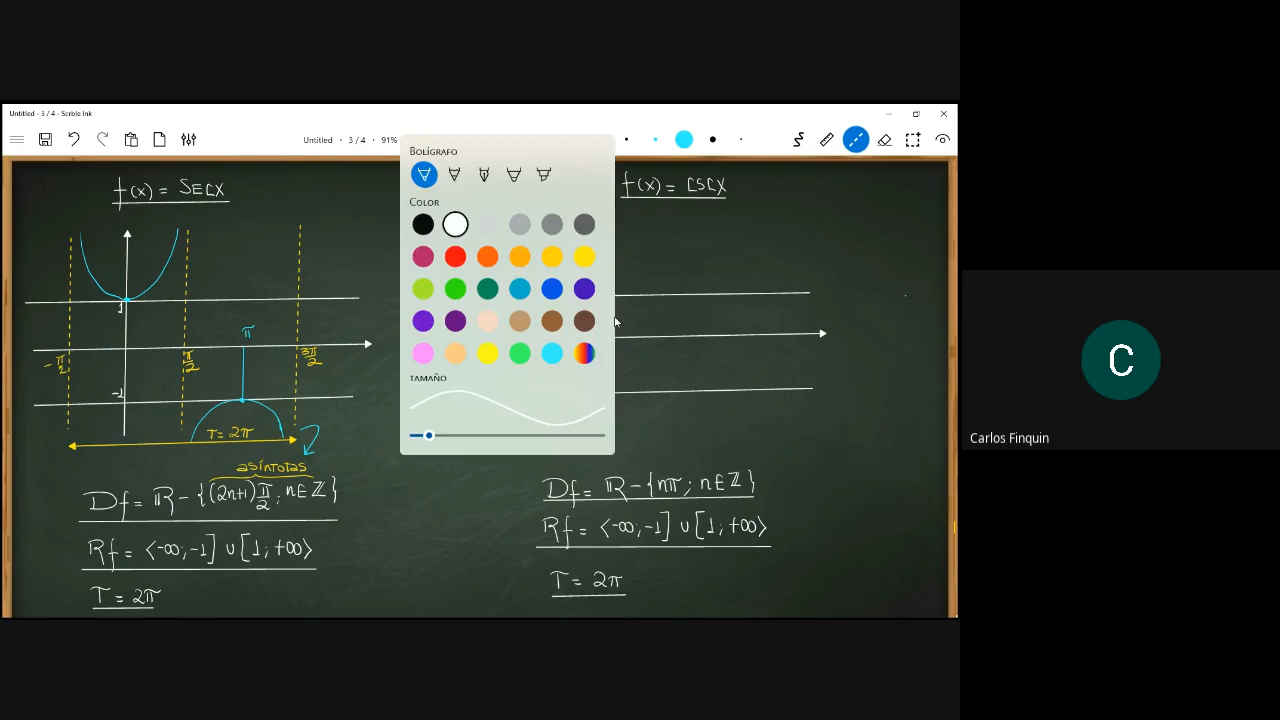 Untitled - 3 / 4 - Scrble Ink
Untitled • 3 / 4 • 91%
BOLÍGRAFO
COLOR
TAMAÑO
f(x) = SECX
1
π
-π/2
π/2
3π/2
-1
T = 2π
asíntotas
Df = ℝ - {(2n+1)π/2; n∈ℤ}
Rf = <-∞; -1] ∪ [1; +∞>
T = 2π
f(x) = CSCX
Df = ℝ - {nπ; n∈ℤ}
Rf = <-∞; -1] ∪ [1; +∞>
T = 2π
C
Carlos Finquin